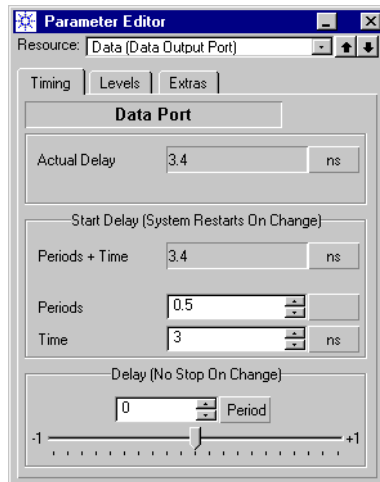 Parameter Editor
Resource: Data (Data Output Port)
Timing Levels Extras
Data Port
Actual Delay 3.4 ns
Start Delay (System Restarts On Change)
Periods + Time 3.4 ns
Periods 0.5
Time 3 ns
Delay (No Stop On Change)
0 Period
-1 +1